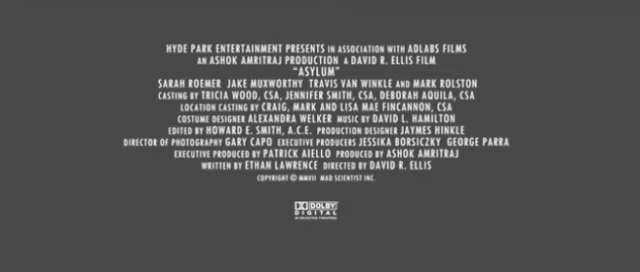 HYDE PARK ENTERTAINMENT PRESENTS IN ASSOCIATION WITH ADLABS FILMS
AN ASHOK AMRITRAJ PRODUCTION A DAVID R. ELLIS FILM
"ASYLUM"
SARAH ROEMER JAKE MUXWORTHY TRAVIS VAN WINKLE AND MARK ROLSTON
CASTING BY TRICIA WOOD, CSA, JENNIFER SMITH, CSA, DEBORAH AQUILA, CSA
LOCATION CASTING BY CRAIG, MARK AND LISA MAE FINCANNON, CSA
COSTUME DESIGNER ALEXANDRA WELKER MUSIC BY DAVID L. HAMILTON
EDITED BY HOWARD E. SMITH, A.C.E. PRODUCTION DESIGNER JAYMES HINKLE
DIRECTOR OF PHOTOGRAPHY GARY CAPO EXECUTIVE PRODUCERS JESSIKA BORSICZKY GEORGE PARRA
EXECUTIVE PRODUCED BY PATRICK AIELLO PRODUCED BY ASHOK AMRITRAJ
WRITTEN BY ETHAN LAWRENCE DIRECTED BY DAVID R. ELLIS
COPYRIGHT © MMVII MAD SCIENTIST INC.
DOLBY
DIGITAL
IN SELECTED THEATRES